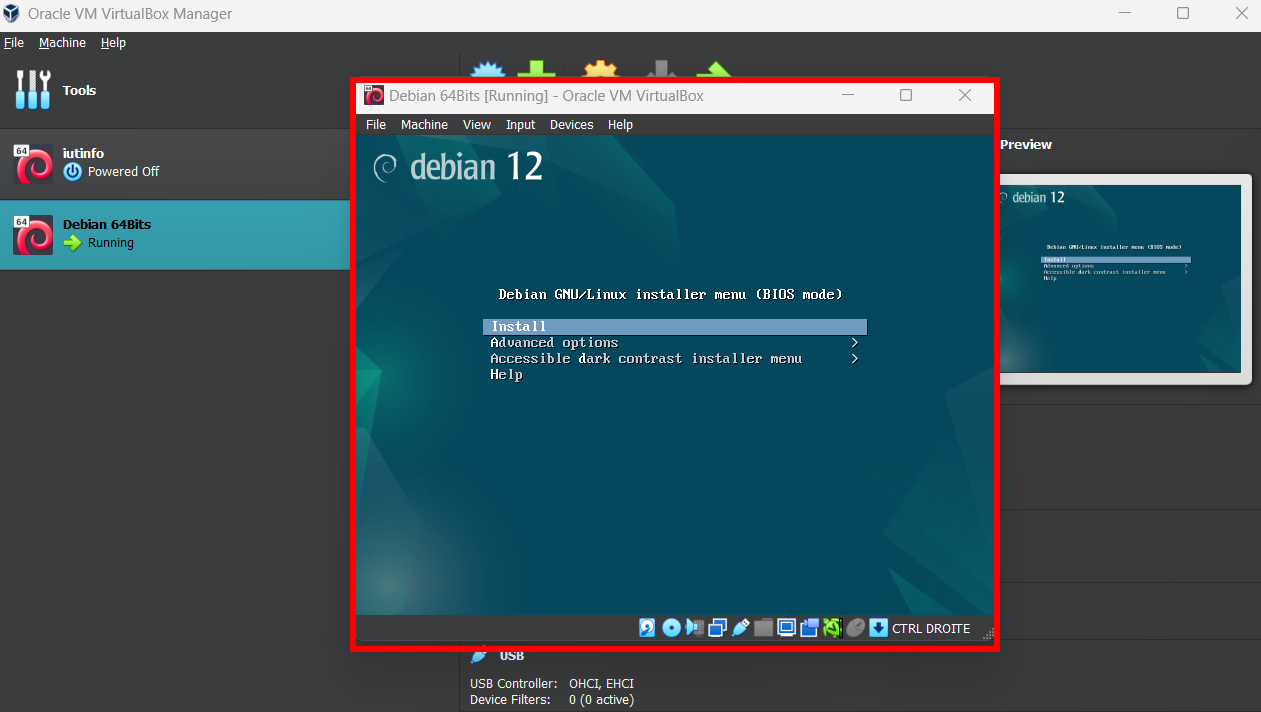 Oracle VM VirtualBox Manager
File Machine Help
Tools
iutinfo
64
Powered Off
Debian 64Bits
64
Running
64
Debian 64Bits [Running] - Oracle VM VirtualBox
File Machine View Input Devices Help
debian 12
Debian GNU/Linux installer menu (BIOS mode)
Install
Advanced options >
Accessible dark contrast installer menu >
Help
CTRL DROITE
Preview
debian 12
Debian GNU/Linux installer menu (BIOS mode)
Install
Advanced options >
Accessible dark contrast installer menu >
Help
USB
USB Controller: OHCI, EHCI
Device Filters: 0 (0 active)